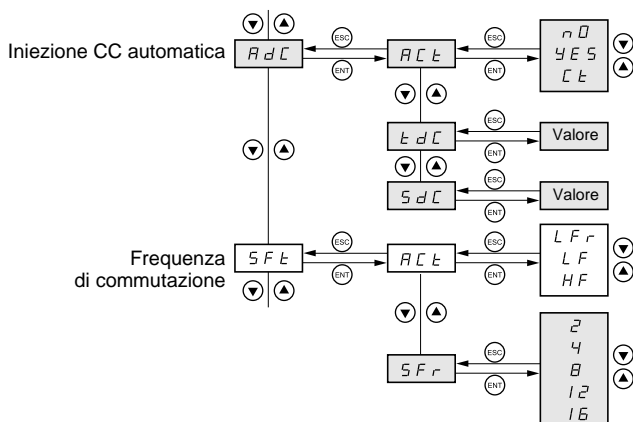 Iniezione CC automatica
AdC
ESC
ENT
ACt
ESC
ENT
nO
YES
Ct
tdC
ESC
ENT
Valore
SdC
ESC
ENT
Valore
Frequenza
di commutazione
SFt
ESC
ENT
ACt
ESC
ENT
LFr
LF
HF
SFr
ESC
ENT
2
4
8
12
16